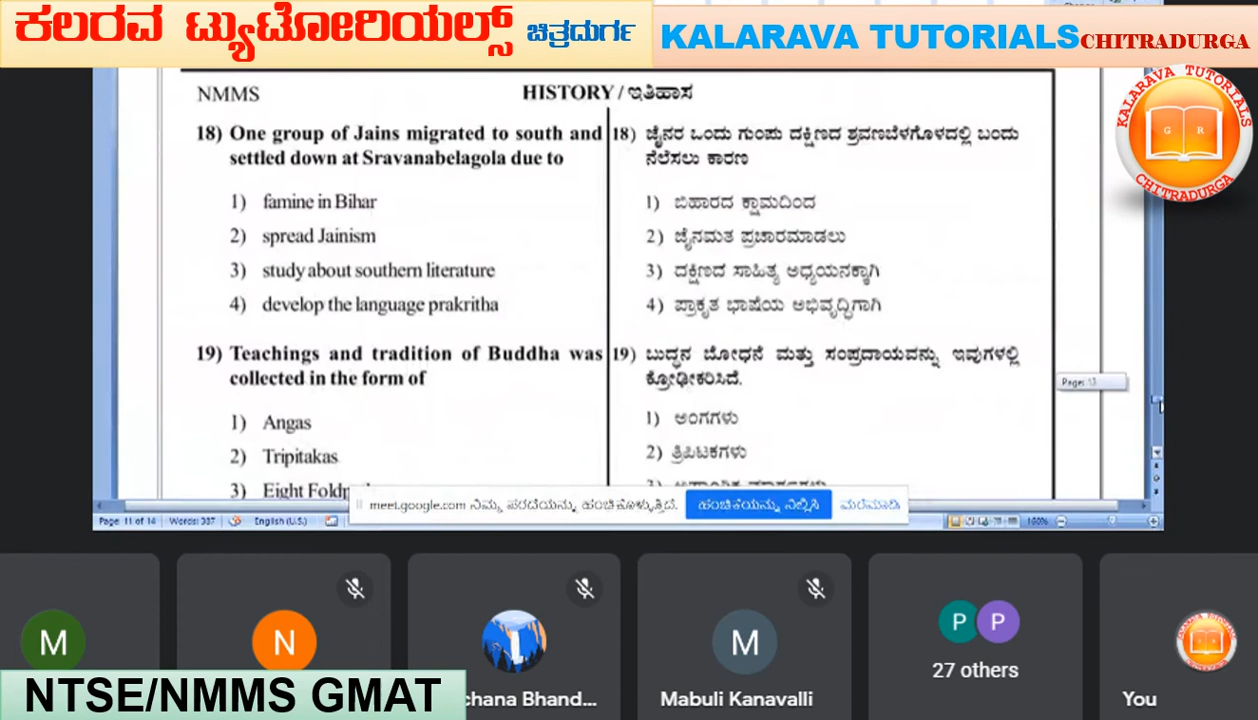 ಕಲರವ ಟ್ಯುಟೋರಿಯಲ್ಸ್ ಚಿತ್ರದುರ್ಗ
KALARAVA TUTORIALS CHITRADURGA
KALARAVA TUTORIALS
G R
CHITRADURGA
NMMS HISTORY / ಇತಿಹಾಸ
18) One group of Jains migrated to south and
settled down at Sravanabelagola due to
1) famine in Bihar
2) spread Jainism
3) study about southern literature
4) develop the language prakritha
19) Teachings and tradition of Buddha was
collected in the form of
1) Angas
2) Tripitakas
3) Eight
18) ಜೈನರ ಒಂದು ಗುಂಪು ದಕ್ಷಿಣದ ಶ್ರವಣಬೆಳಗೊಳದಲ್ಲಿ ಬಂದು
ನೆಲೆಸಲು ಕಾರಣ
1) ಬಿಹಾರದ ಕ್ಷಾಮದಿಂದ
2) ಜೈನಮತ ಪ್ರಚಾರಮಾಡಲು
3) ದಕ್ಷಿಣದ ಸಾಹಿತ್ಯ ಅಧ್ಯಯನಕ್ಕಾಗಿ
4) ಪ್ರಾಕೃತ ಭಾಷೆಯ ಅಭಿವೃದ್ಧಿಗಾಗಿ
19) ಬುದ್ಧನ ಬೋಧನೆ ಮತ್ತು ಸಂಪ್ರದಾಯವನ್ನು ಇವುಗಳಲ್ಲಿ
ಕ್ರೋಢೀಕರಿಸಿದೆ.
1) ಅಂಗಗಳು
2) ತ್ರಿಪಿಟಕಗಳು
Page: 13
meet.google.com ನಿಮ್ಮ ಪರದೆಯನ್ನು ಹಂಚಿಕೊಳ್ಳುತ್ತಿದೆ. ಹಂಚಿಕೆಯನ್ನು ನಿಲ್ಲಿಸಿ ಮರೆಮಾಡಿ
Page: 11 of 14 Words: 387 English (U.S.) 100%
M
N
M
P P
27 others
chana Bhand...
Mabuli Kanavalli
You
NTSE/NMMS GMAT